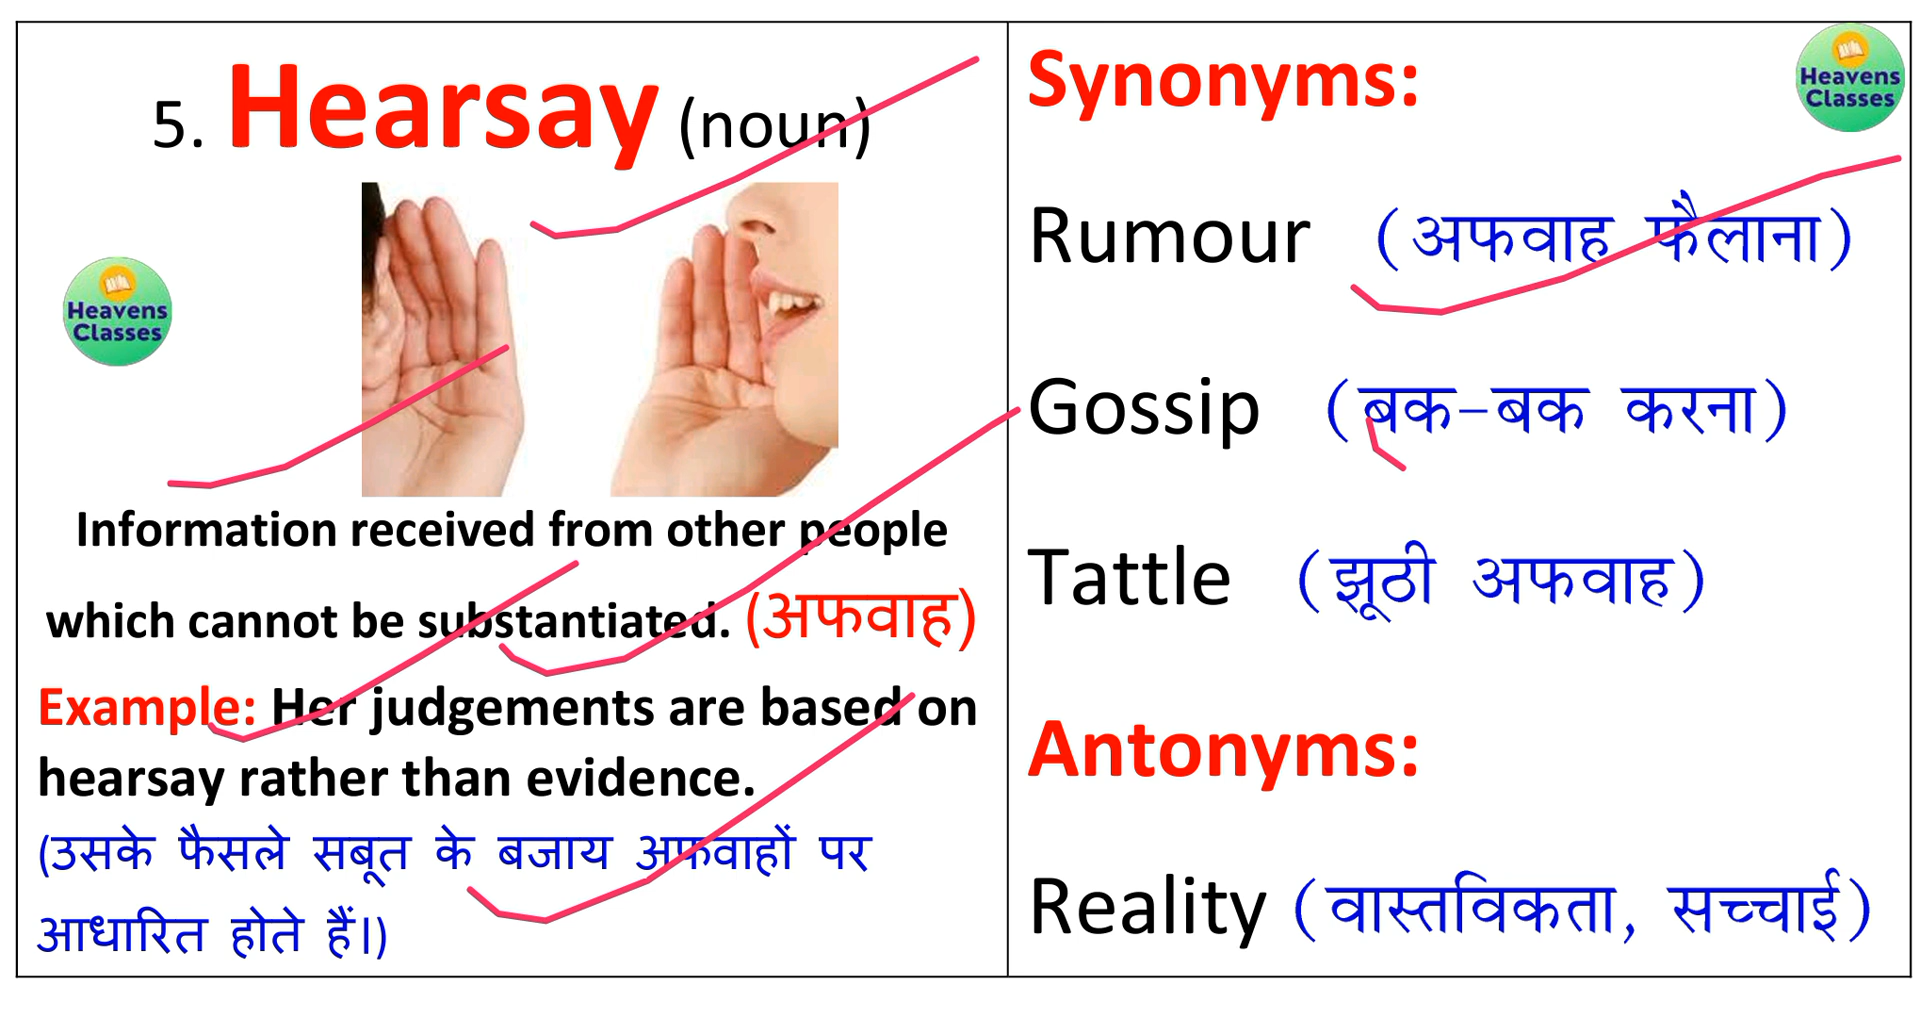 5. Hearsay (noun)
Heavens
Classes
Information received from other people
which cannot be substantiated. (अफवाह)
Example: Her judgements are based on
hearsay rather than evidence.
(उसके फैसले सबूत के बजाय अफवाहों पर
आधारित होते हैं।)
Synonyms:
Heavens
Classes
Rumour (अफवाह फैलाना)
Gossip (बक-बक करना)
Tattle (झूठी अफवाह)
Antonyms:
Reality (वास्तविकता, सच्चाई)